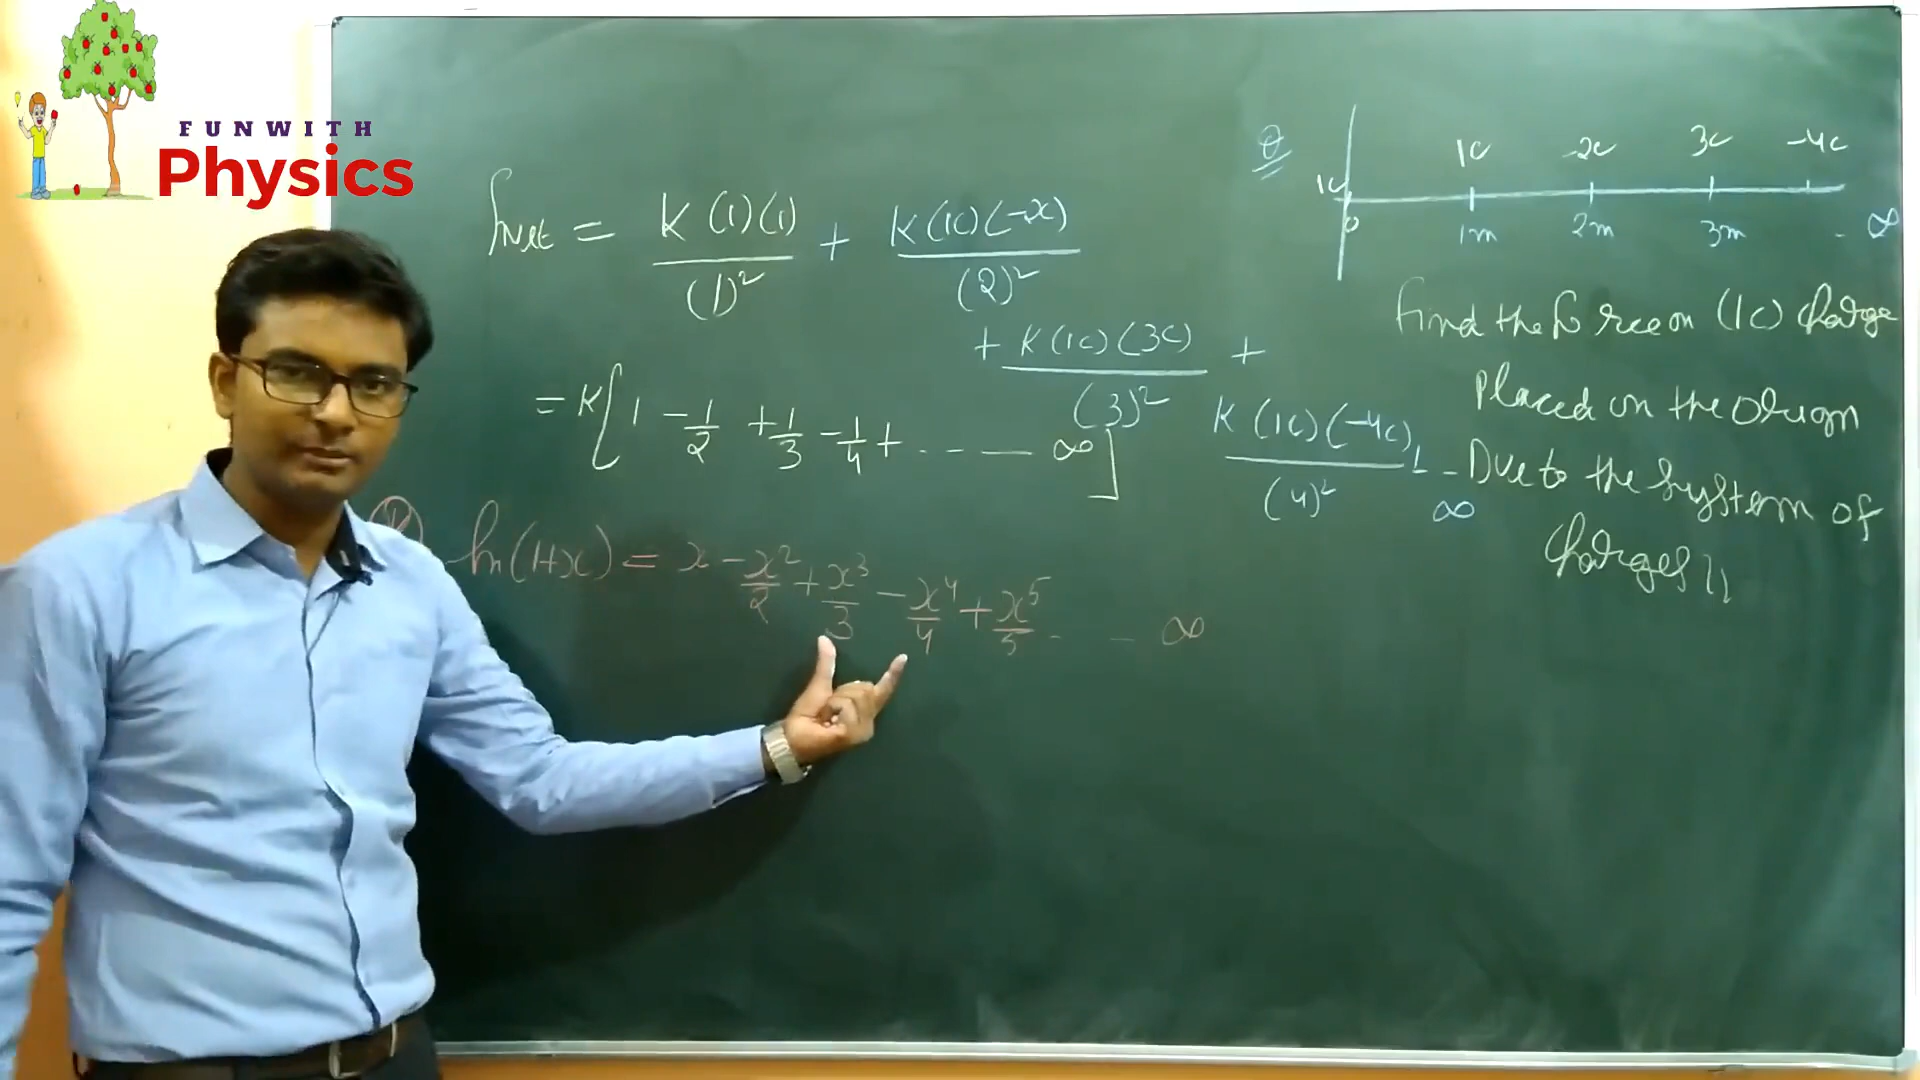 FUNWITH
Physics
Fnet = K(1)(1)/(1)² + K(1C)(-2)/(2)²
+ K(1C)(3C)/(3)² +
K(1C)(-4C)/(4)² + - ∞
= K[1 - 1/2 + 1/3 - 1/4 + ----- ∞]
ln(1+x) = x - x²/2 + x³/3 - x⁴/4 + x⁵/5 - - ∞
Q
1C 1C -2C 3C -4C
0 1m 2m 3m - ∞
Find the Force on (1C) Charge
Placed on the Origin
Due to the System of
Charges